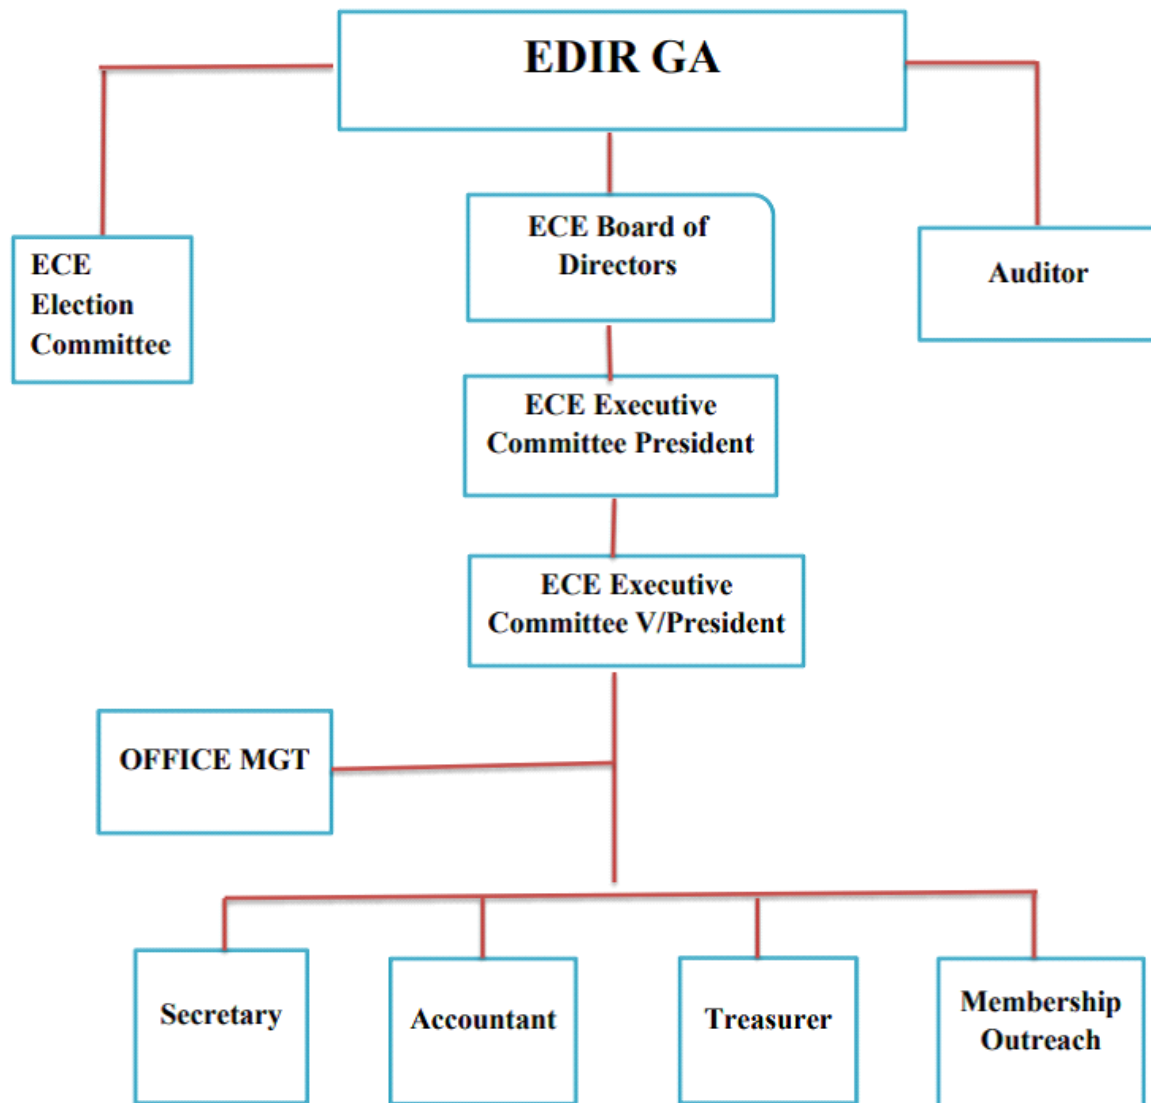 EDIR GA
ECE Board of
Directors
ECE
Election
Committee
Auditor
ECE Executive
Committee President
ECE Executive
Committee V/President
OFFICE MGT
Secretary
Accountant
Treasurer
Membership
Outreach